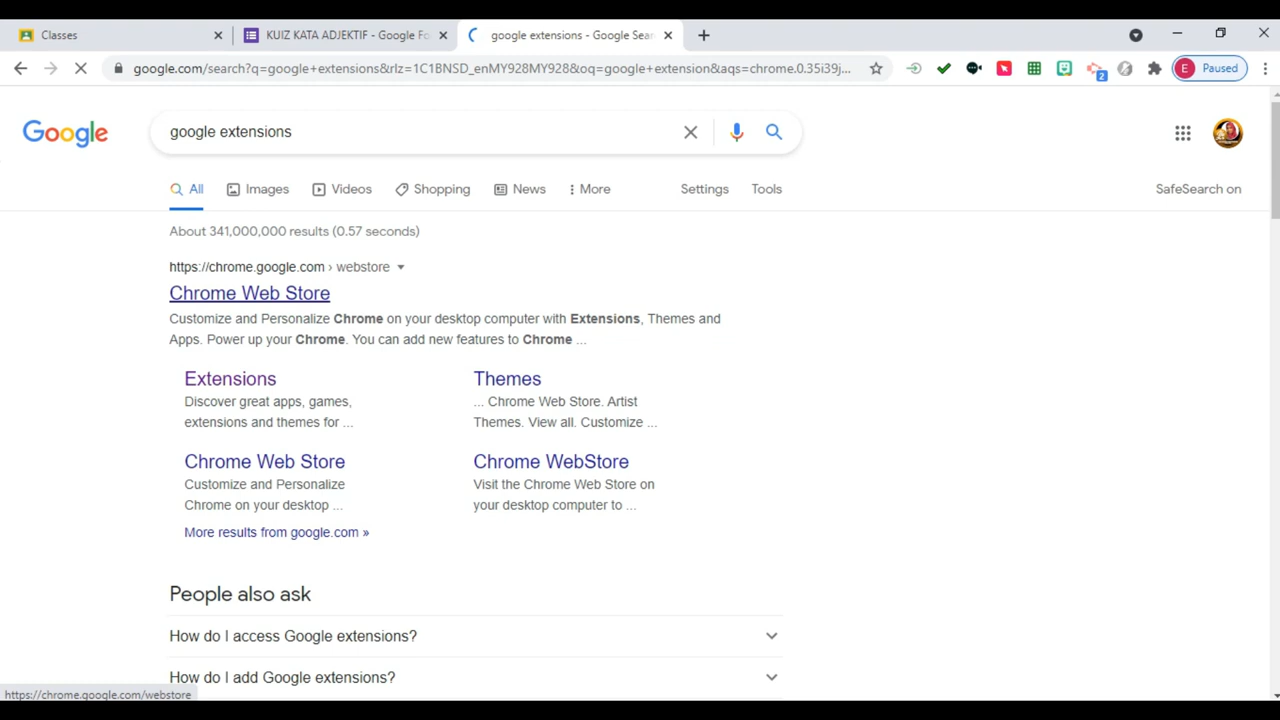 Classes
KUIZ KATA ADJEKTIF - Google Fo
google extensions - Google Sear
google.com/search?q=google+extensions&rlz=1C1BNSD_enMY928MY928&oq=google+extension&aqs=chrome.0.35i39j...
2
E Paused
Google
google extensions
All Images Videos Shopping News More Settings Tools SafeSearch on
About 341,000,000 results (0.57 seconds)
https://chrome.google.com › webstore
Chrome Web Store
Customize and Personalize Chrome on your desktop computer with Extensions, Themes and
Apps. Power up your Chrome. You can add new features to Chrome ...
Extensions
Discover great apps, games,
extensions and themes for ...
Themes
... Chrome Web Store. Artist
Themes. View all. Customize ...
Chrome Web Store
Customize and Personalize
Chrome on your desktop ...
Chrome WebStore
Visit the Chrome Web Store on
your desktop computer to ...
More results from google.com »
People also ask
How do I access Google extensions?
How do I add Google extensions?
https://chrome.google.com/webstore